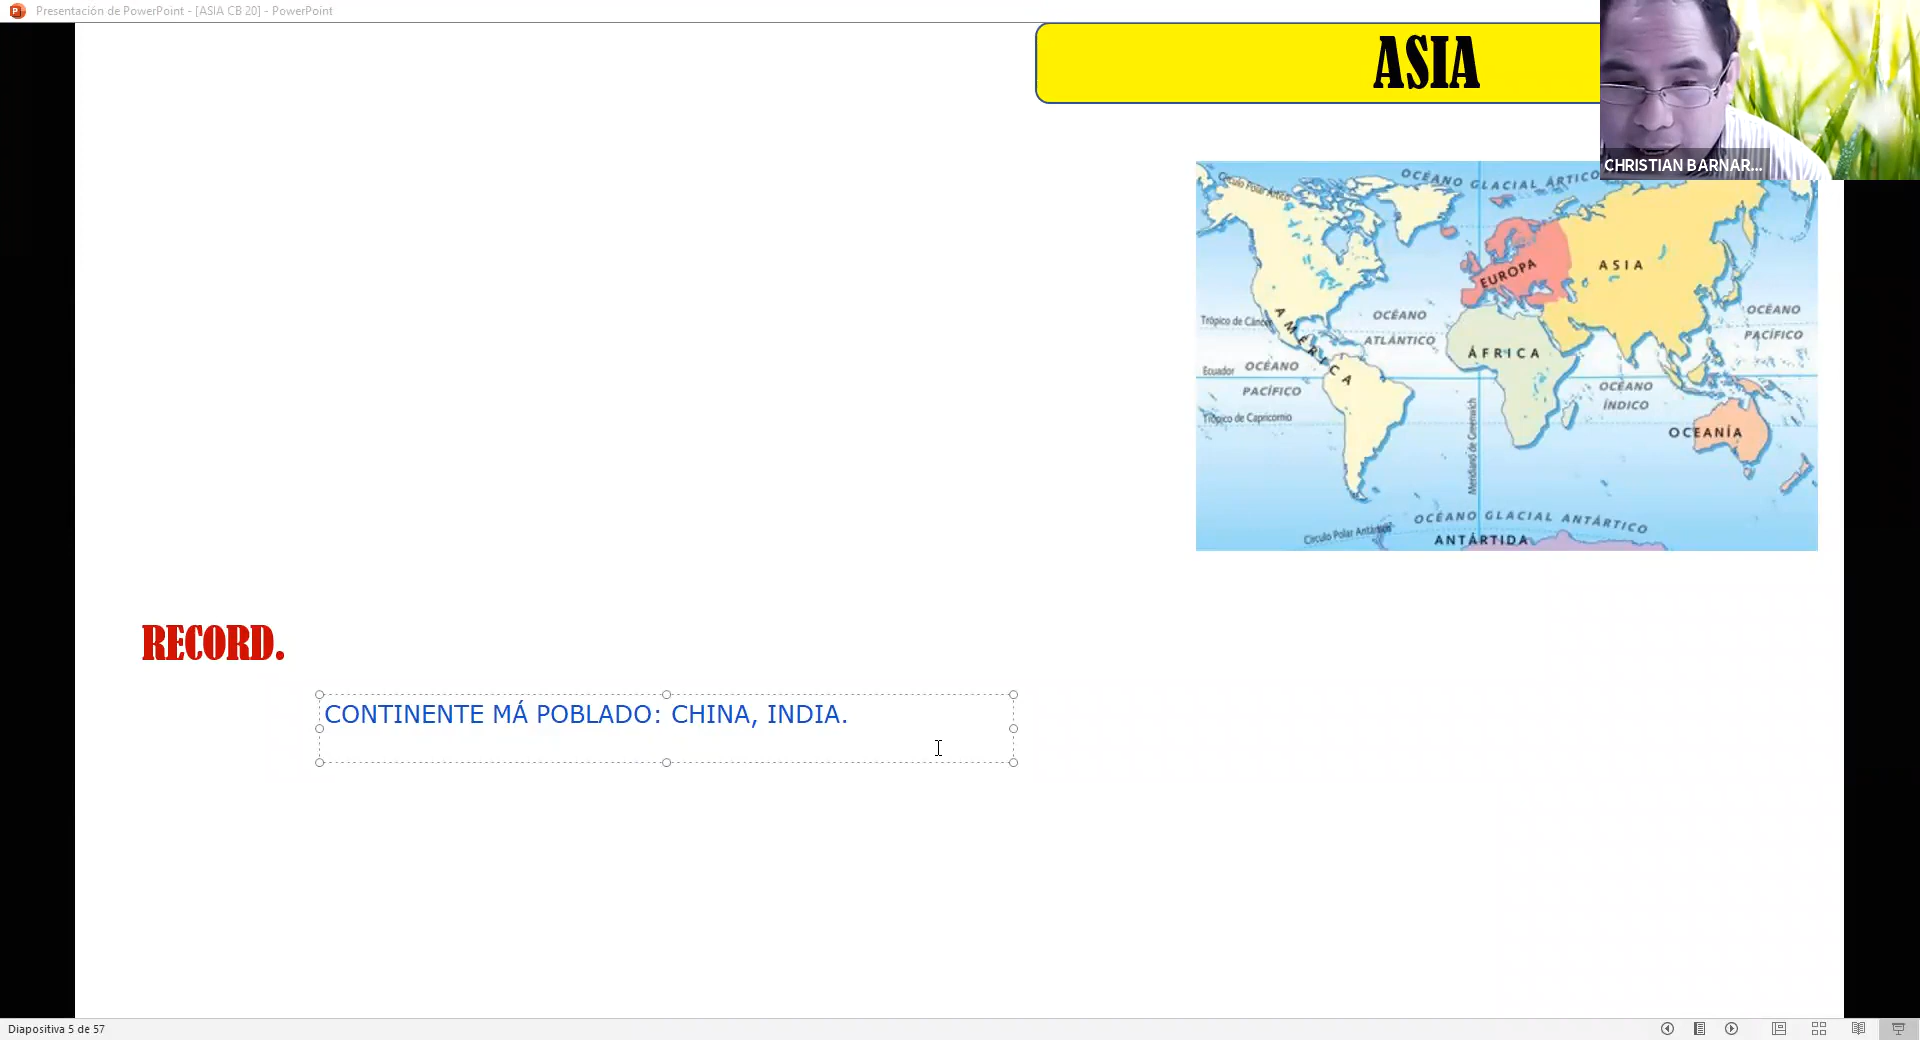 Presentación de PowerPoint - [ASIA CB 20] - PowerPoint
ASIA
CHRISTIAN BARNAR...
OCÉANO GLACIAL ÁRTICO
Círculo Polar Ártico
EUROPA
ASIA
OCÉANO
PACÍFICO
OCÉANO
ATLÁNTICO
Trópico de Cáncer
AMÉRICA
ÁFRICA
Ecuador
OCÉANO
PACÍFICO
OCÉANO
ÍNDICO
Trópico de Capricornio
Meridiano de Greenwich
OCEANÍA
OCÉANO GLACIAL ANTÁRTICO
Círculo Polar Antártico
ANTÁRTIDA
RECORD.
CONTINENTE MÁ POBLADO: CHINA, INDIA.
Diapositiva 5 de 57